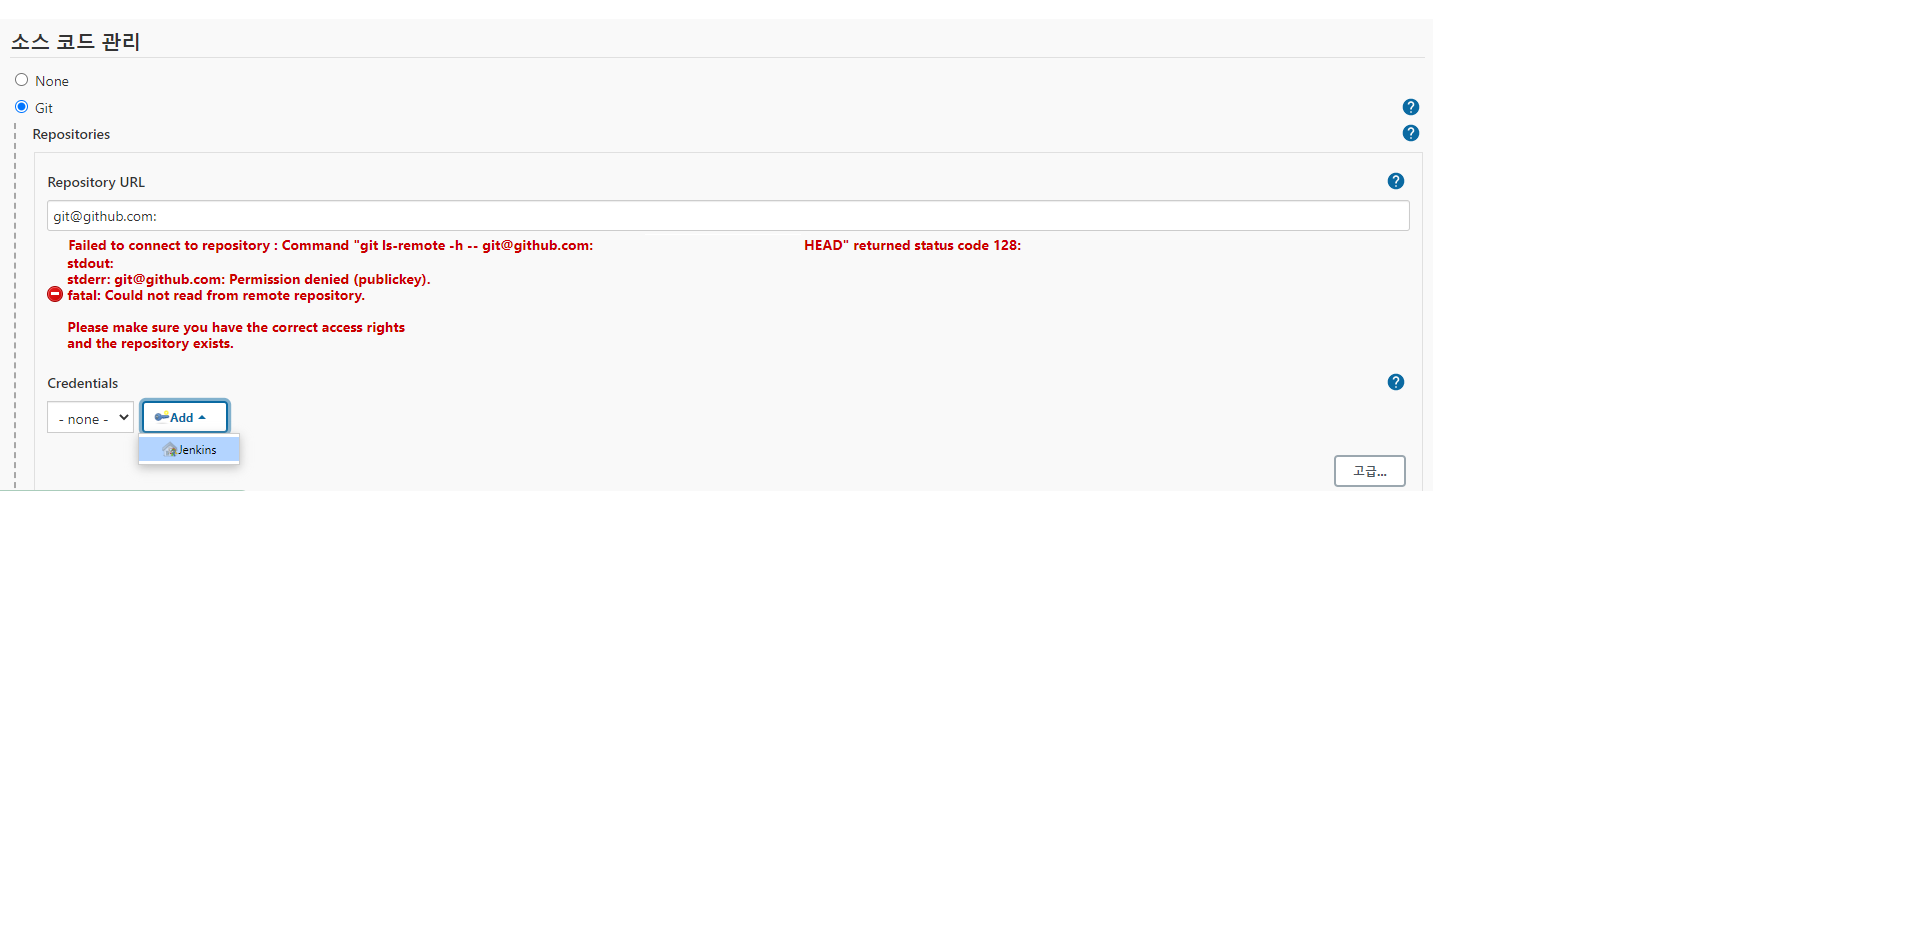 소스 코드 관리
None
Git
Repositories
Repository URL
git@github.com:
Failed to connect to repository : Command "git ls-remote -h -- git@github.com: HEAD" returned status code 128:
stdout:
stderr: git@github.com: Permission denied (publickey).
fatal: Could not read from remote repository.
Please make sure you have the correct access rights
and the repository exists.
Credentials
- none - Add
Jenkins
고급...